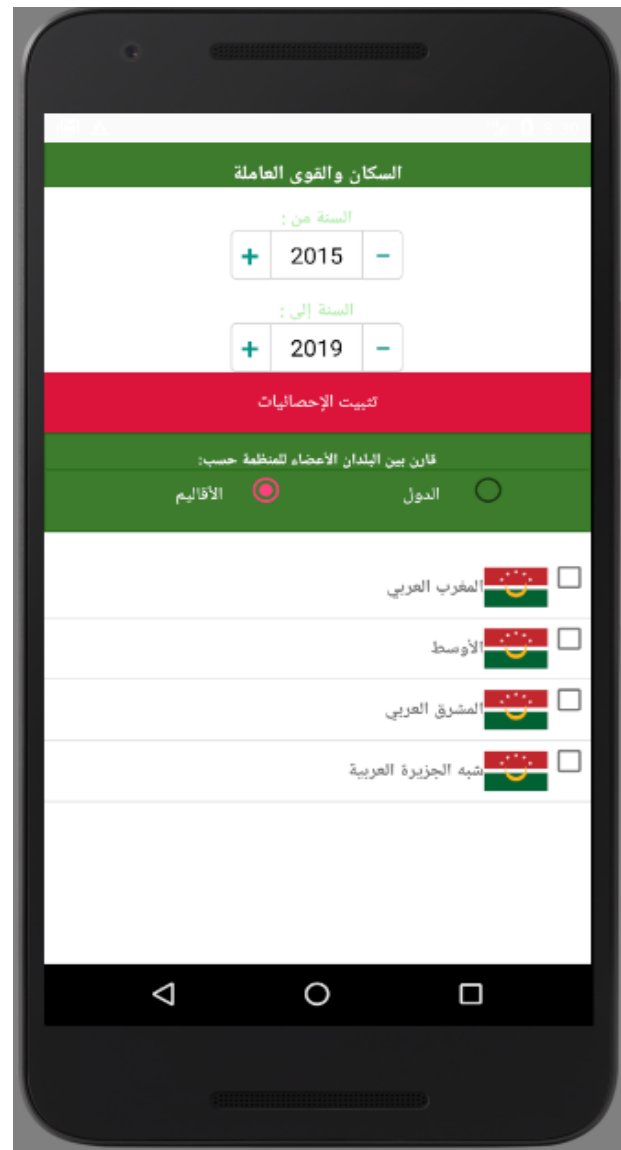 السكان والقوى العاملة
السنة من :
+ 2015 −
السنة إلى :
+ 2019 −
تثبيت الإحصائيات
قارن بين البلدان الأعضاء للمنظمة حسب:
الدول الأقاليم
المغرب العربي
الأوسط
المشرق العربي
شبه الجزيرة العربية